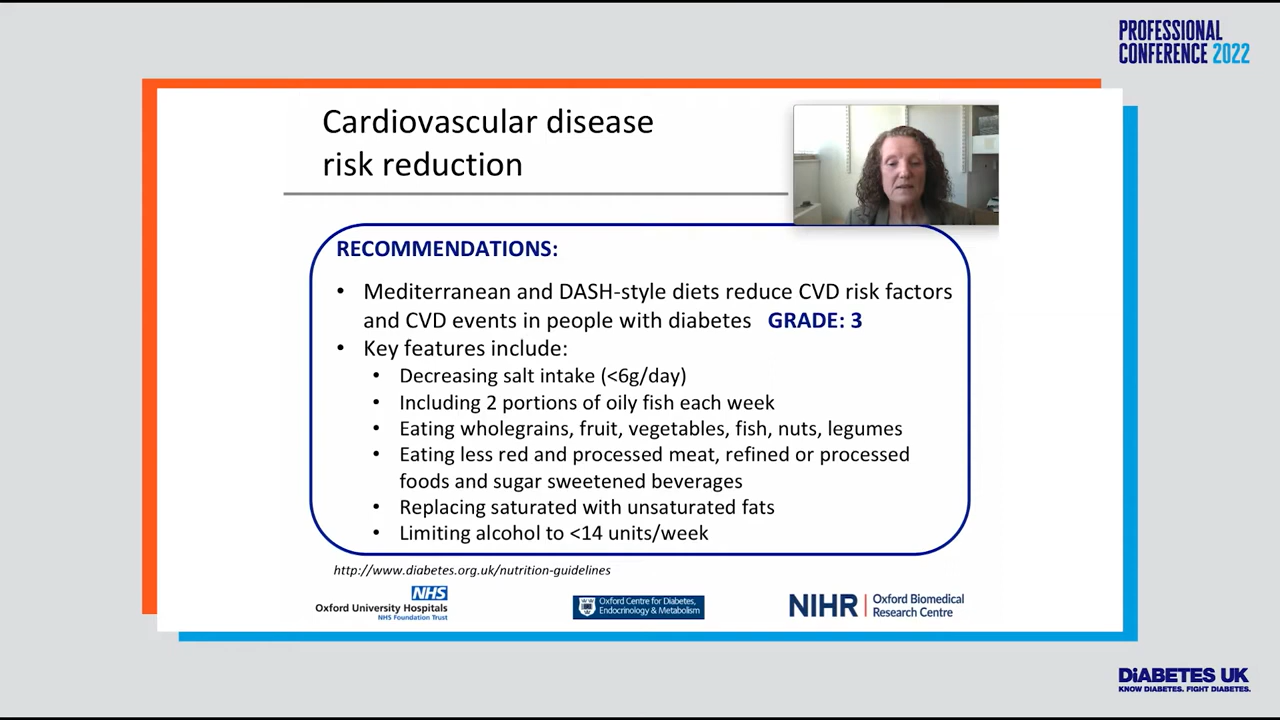 PROFESSIONAL
CONFERENCE 2022
Cardiovascular disease
risk reduction
RECOMMENDATIONS:
• Mediterranean and DASH-style diets reduce CVD risk factors
and CVD events in people with diabetes GRADE: 3
• Key features include:
• Decreasing salt intake (<6g/day)
• Including 2 portions of oily fish each week
• Eating wholegrains, fruit, vegetables, fish, nuts, legumes
• Eating less red and processed meat, refined or processed
foods and sugar sweetened beverages
• Replacing saturated with unsaturated fats
• Limiting alcohol to <14 units/week
http://www.diabetes.org.uk/nutrition-guidelines
NHS
Oxford University Hospitals
NHS Foundation Trust
Oxford Centre for Diabetes,
Endocrinology & Metabolism
NIHR | Oxford Biomedical
Research Centre
DiABETES UK
KNOW DIABETES. FIGHT DIABETES.